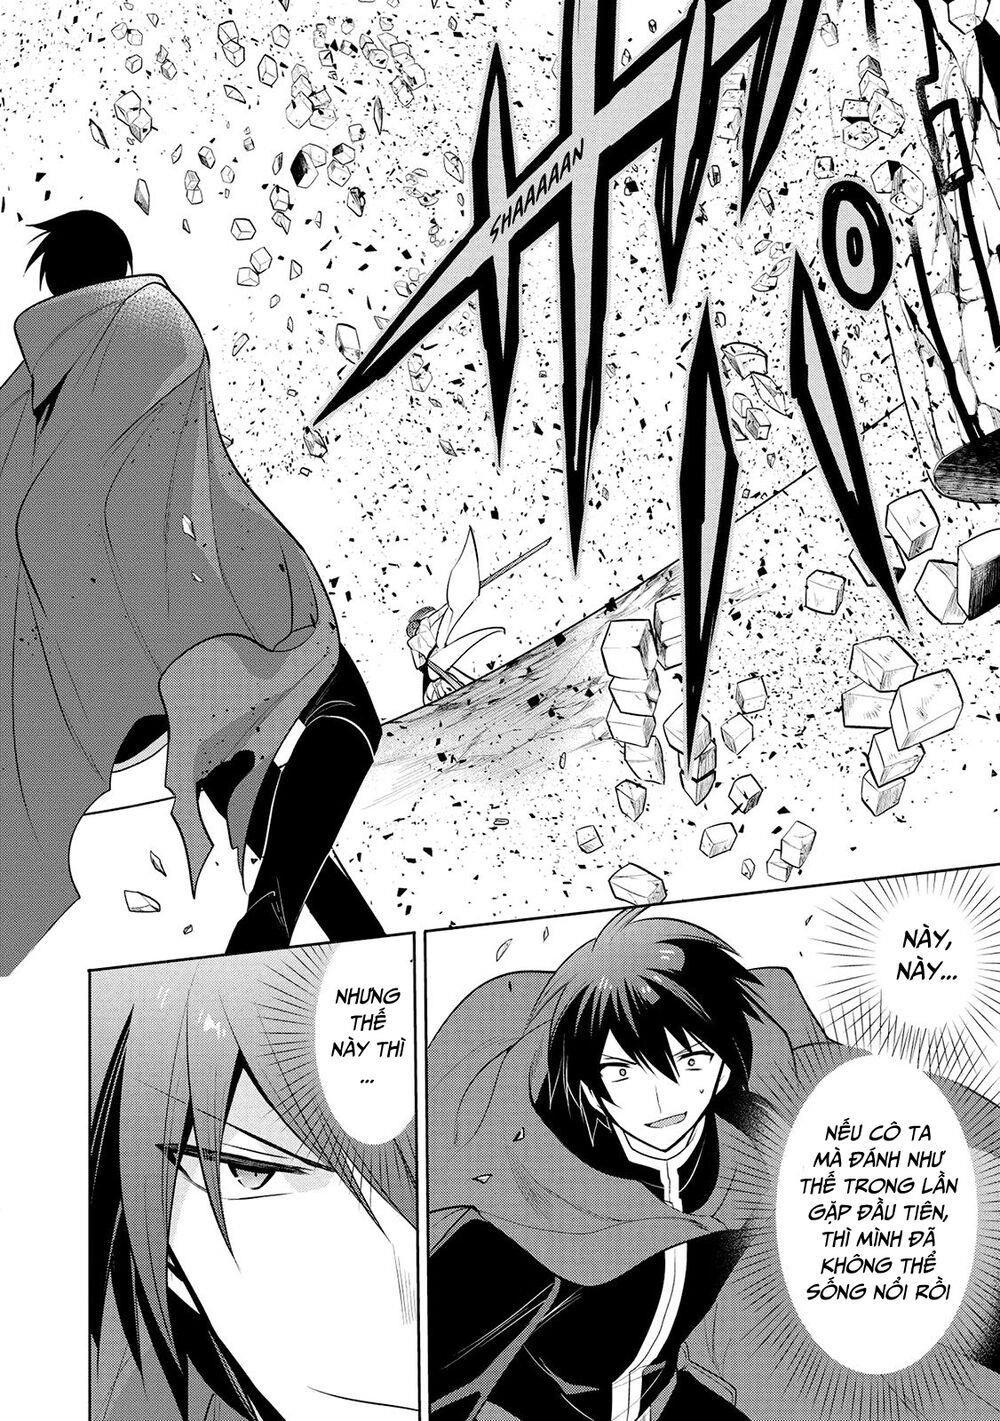 SHAAAAAN
NÀY,
NÀY...
NẾU CÔ TA
MÀ ĐÁNH NHƯ
THẾ TRONG LẦN
GẶP ĐẦU TIÊN,
THÌ MÌNH ĐÃ
KHÔNG THỂ
SỐNG NỔI RỒI
NHƯNG
THẾ
NÀY THÌ
...